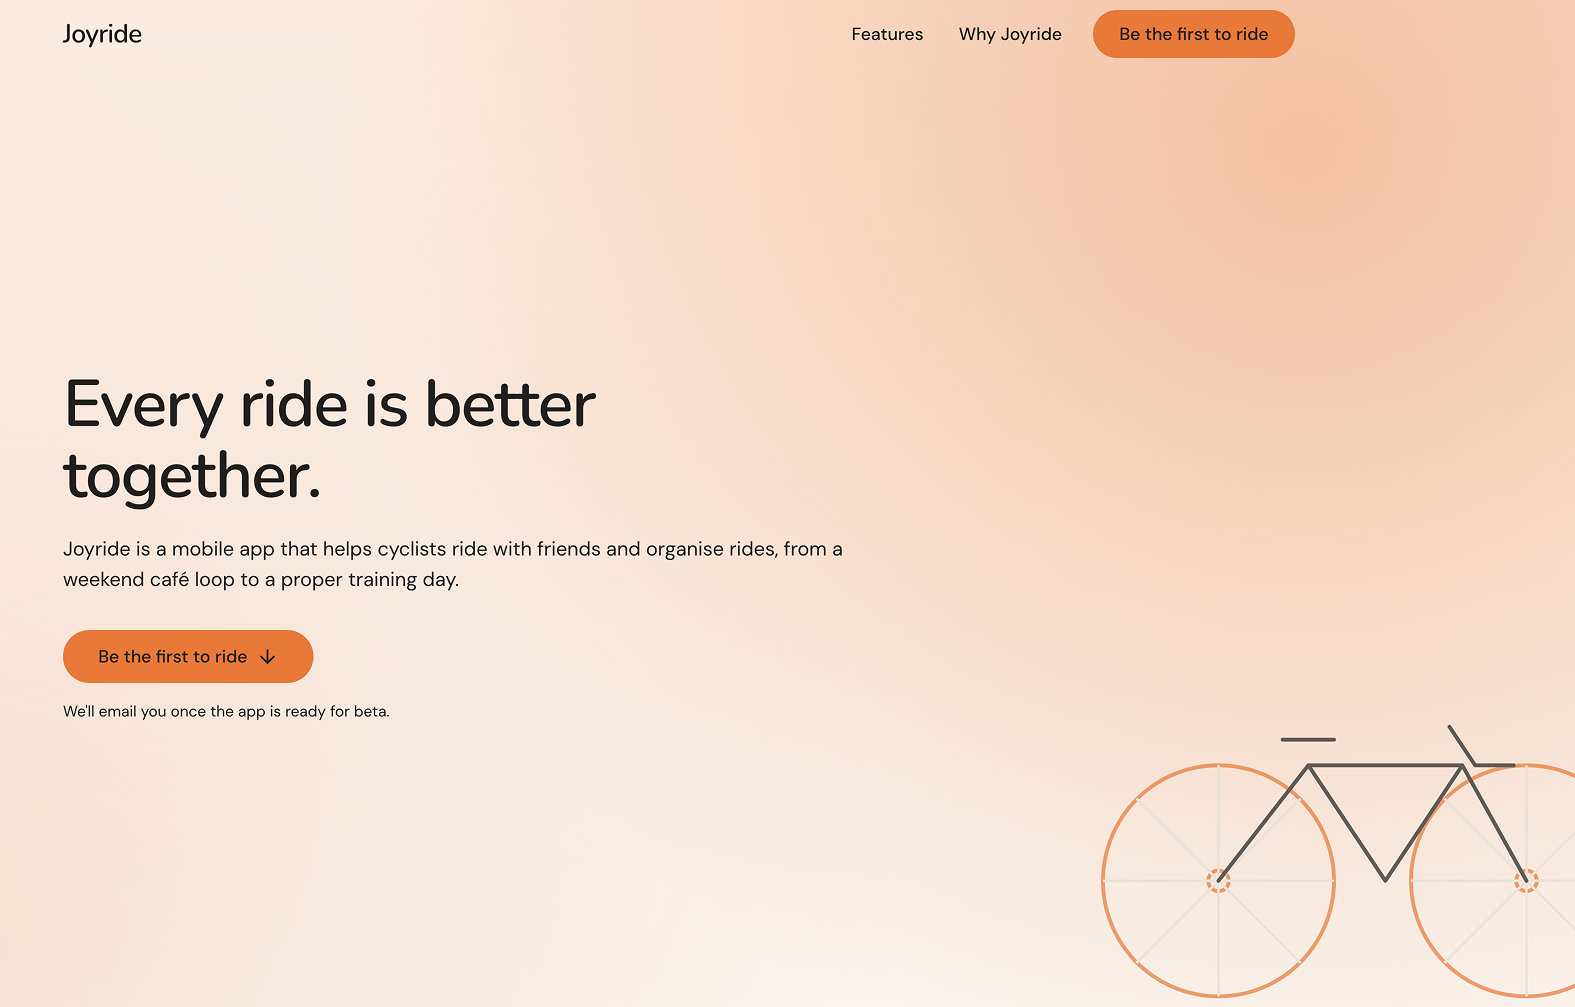 Joyride
Features
Why Joyride
Be the first to ride
Every ride is better
together.
Joyride is a mobile app that helps cyclists ride with friends and organise rides, from a
weekend café loop to a proper training day.
Be the first to ride ↓
We'll email you once the app is ready for beta.